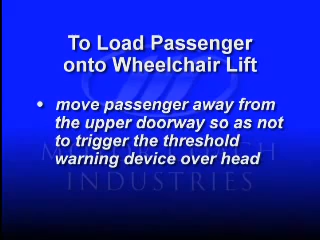 To Load Passenger
onto Wheelchair Lift
• move passenger away from
the upper doorway so as not
to trigger the threshold
warning device over head
INDUSTRIES